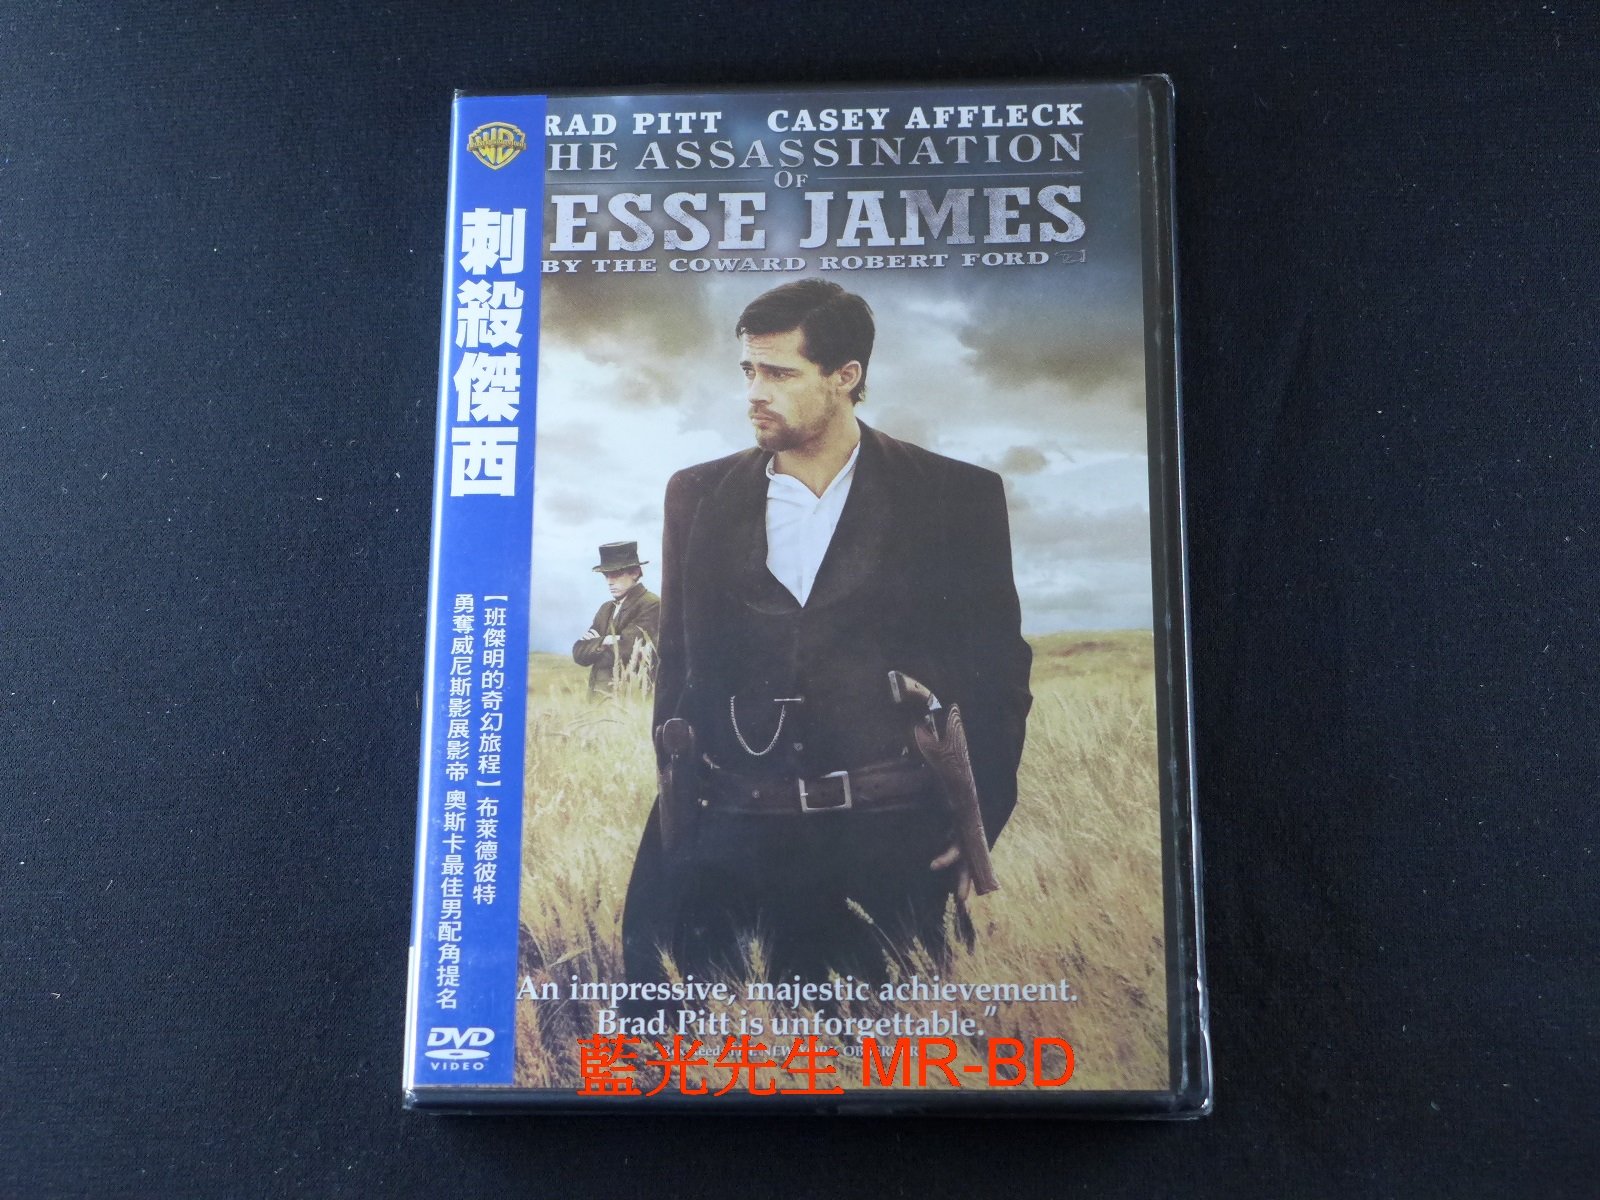 RAD PITT CASEY AFFLECK
HE ASSASSINATION
OF
ESSE JAMES
BY THE COWARD ROBERT FORD
刺殺傑西
【班傑明的奇幻旅程】布萊德彼特
勇奪威尼斯影展影帝 奧斯卡最佳男配角提名
DVD
VIDEO
An impressive, majestic achievement.
Brad Pitt is unforgettable.”
藍光先生 MR-BD